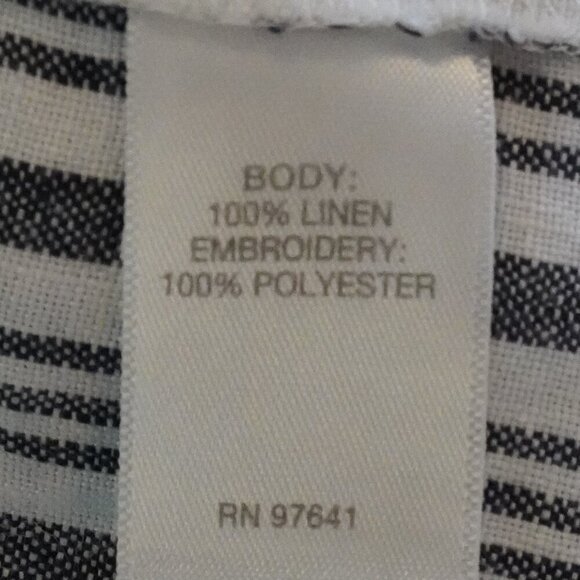 BODY:
100% LINEN
EMBROIDERY:
100% POLYESTER
RN 97641